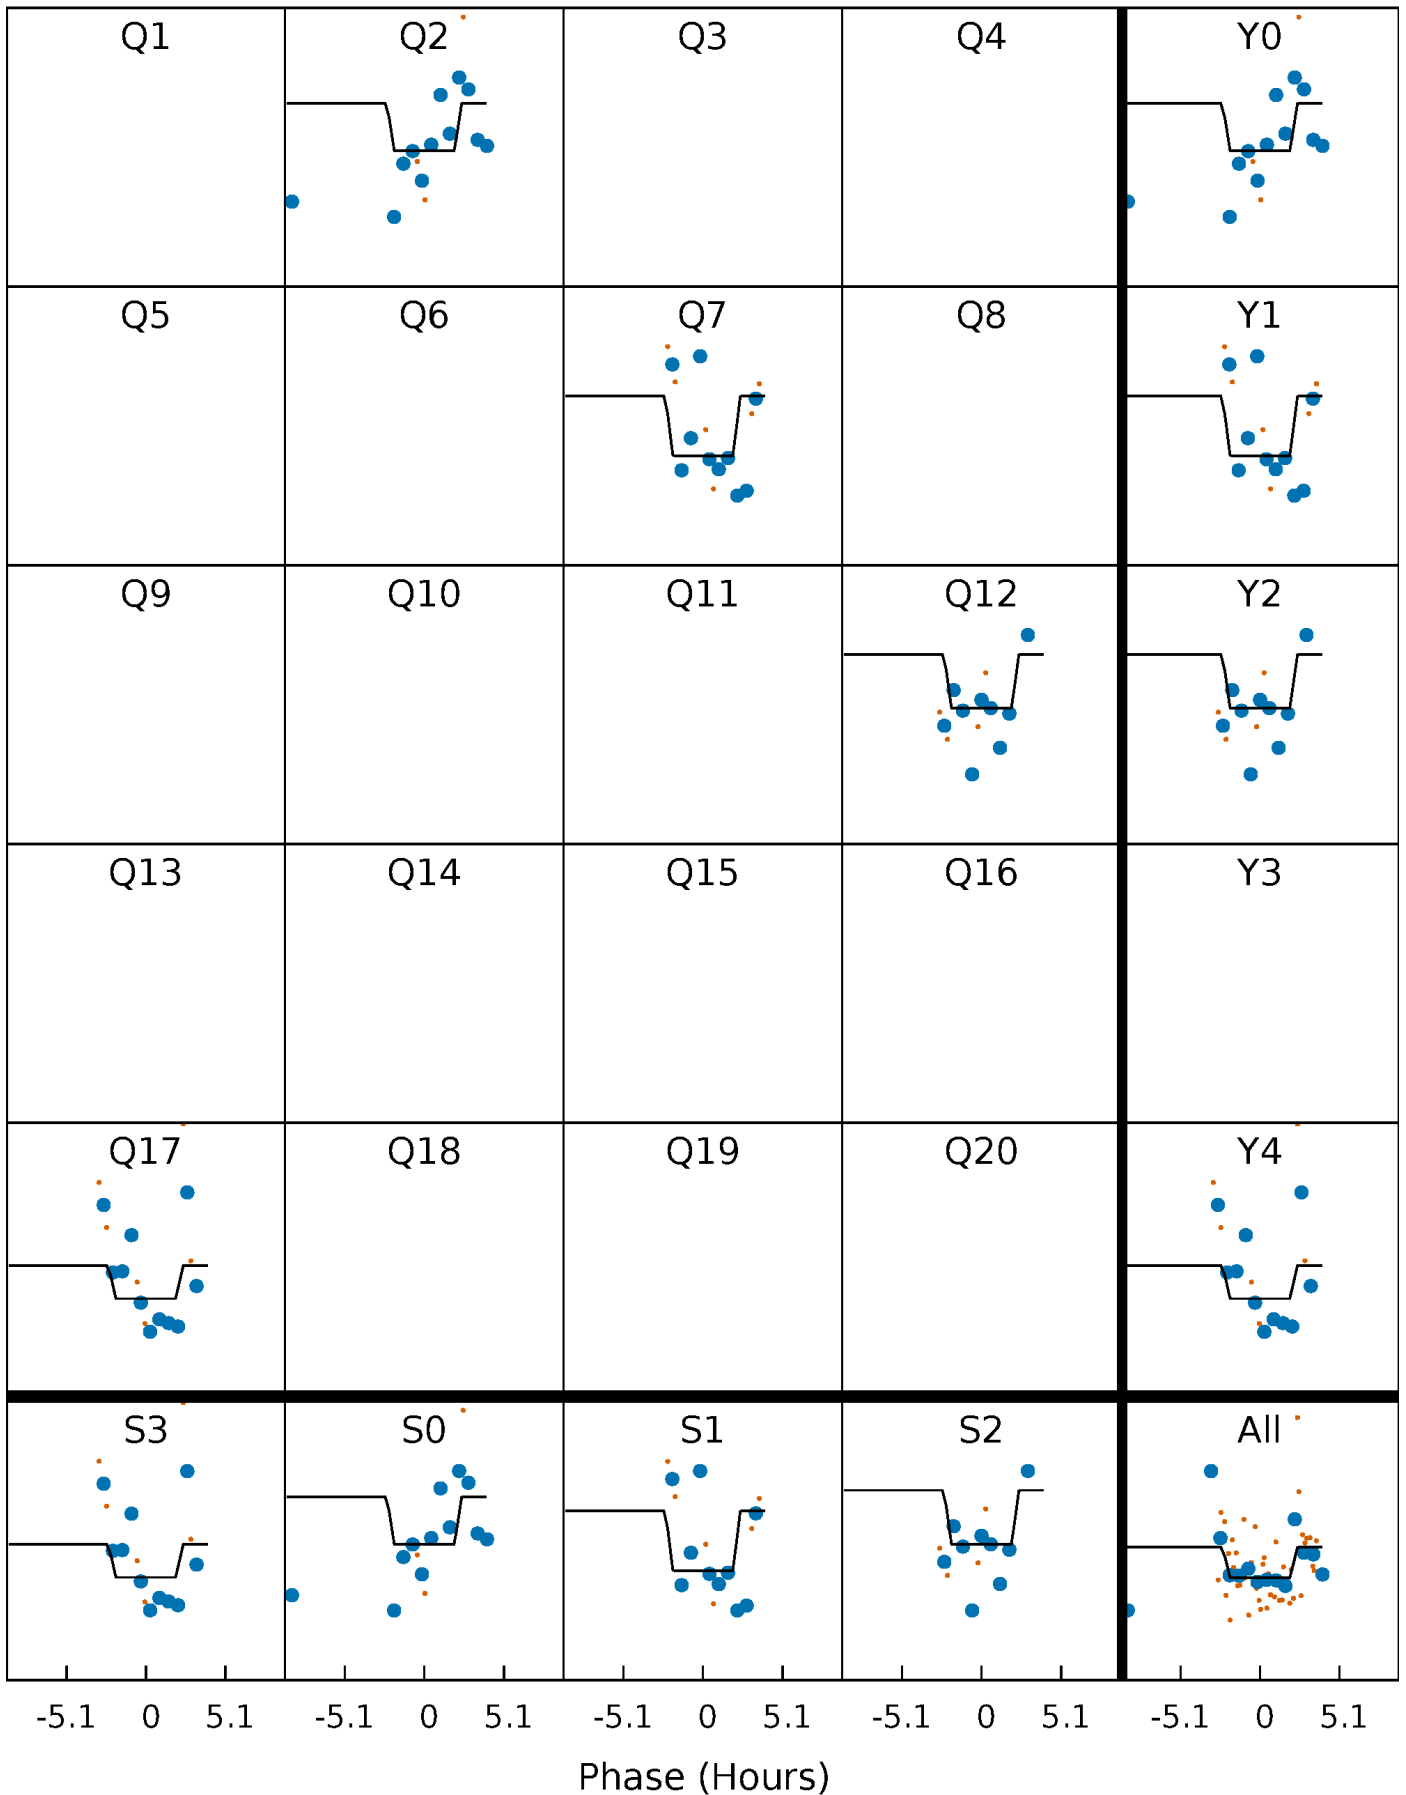 Q1 Q2 Q3 Q4 Y0
Q5 Q6 Q7 Q8 Y1
Q9 Q10 Q11 Q12 Y2
Q13 Q14 Q15 Q16 Y3
Q17 Q18 Q19 Q20 Y4
S3 S0 S1 S2 All
-5.1 0 5.1 -5.1 0 5.1 -5.1 0 5.1 -5.1 0 5.1 -5.1 0 5.1
Phase (Hours)